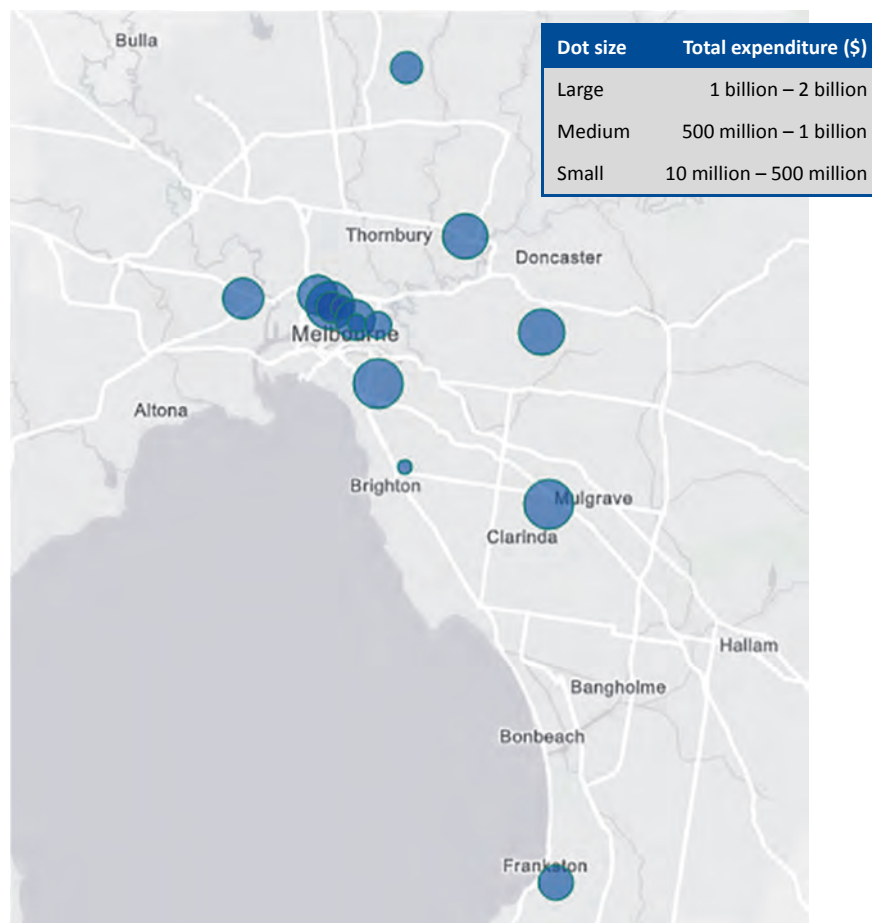 Bulla
Dot size Total expenditure ($)
Large 1 billion – 2 billion
Medium 500 million – 1 billion
Small 10 million – 500 million
Thornbury
Doncaster
Melbourne
Altona
Brighton
Mulgrave
Clarinda
Hallam
Bangholme
Bonbeach
Frankston